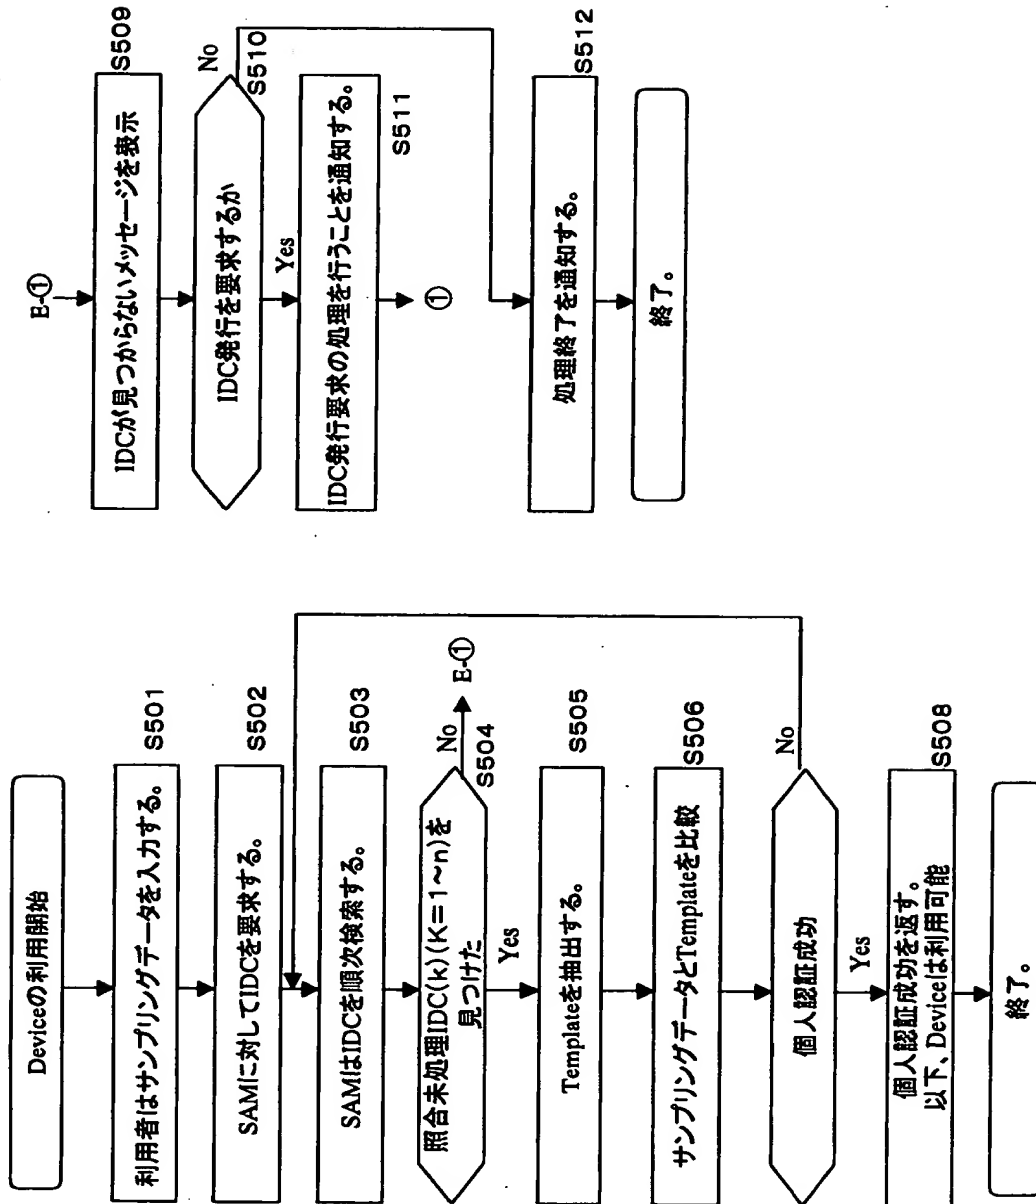 Deviceの利用開始
利用者はサンプリングデータを入力する。
S501
SAMに対してIDCを要求する。
S502
SAMはIDCを順次検索する。
S503
照合未処理IDC(k)(K=1~n)を
見つけた
No
E-①
S504
Yes
Templateを抽出する。
S505
サンプリングデータとTemplateを比較
S506
個人認証成功
No
Yes
個人認証成功を返す。
以下、Deviceは利用可能
S508
終了。
E-①
IDCが見つからないメッセージを表示
S509
IDC発行を要求するか
No
S510
Yes
IDC発行要求の処理を行うことを通知する。
S511
①
処理終了を通知する。
S512
終了。